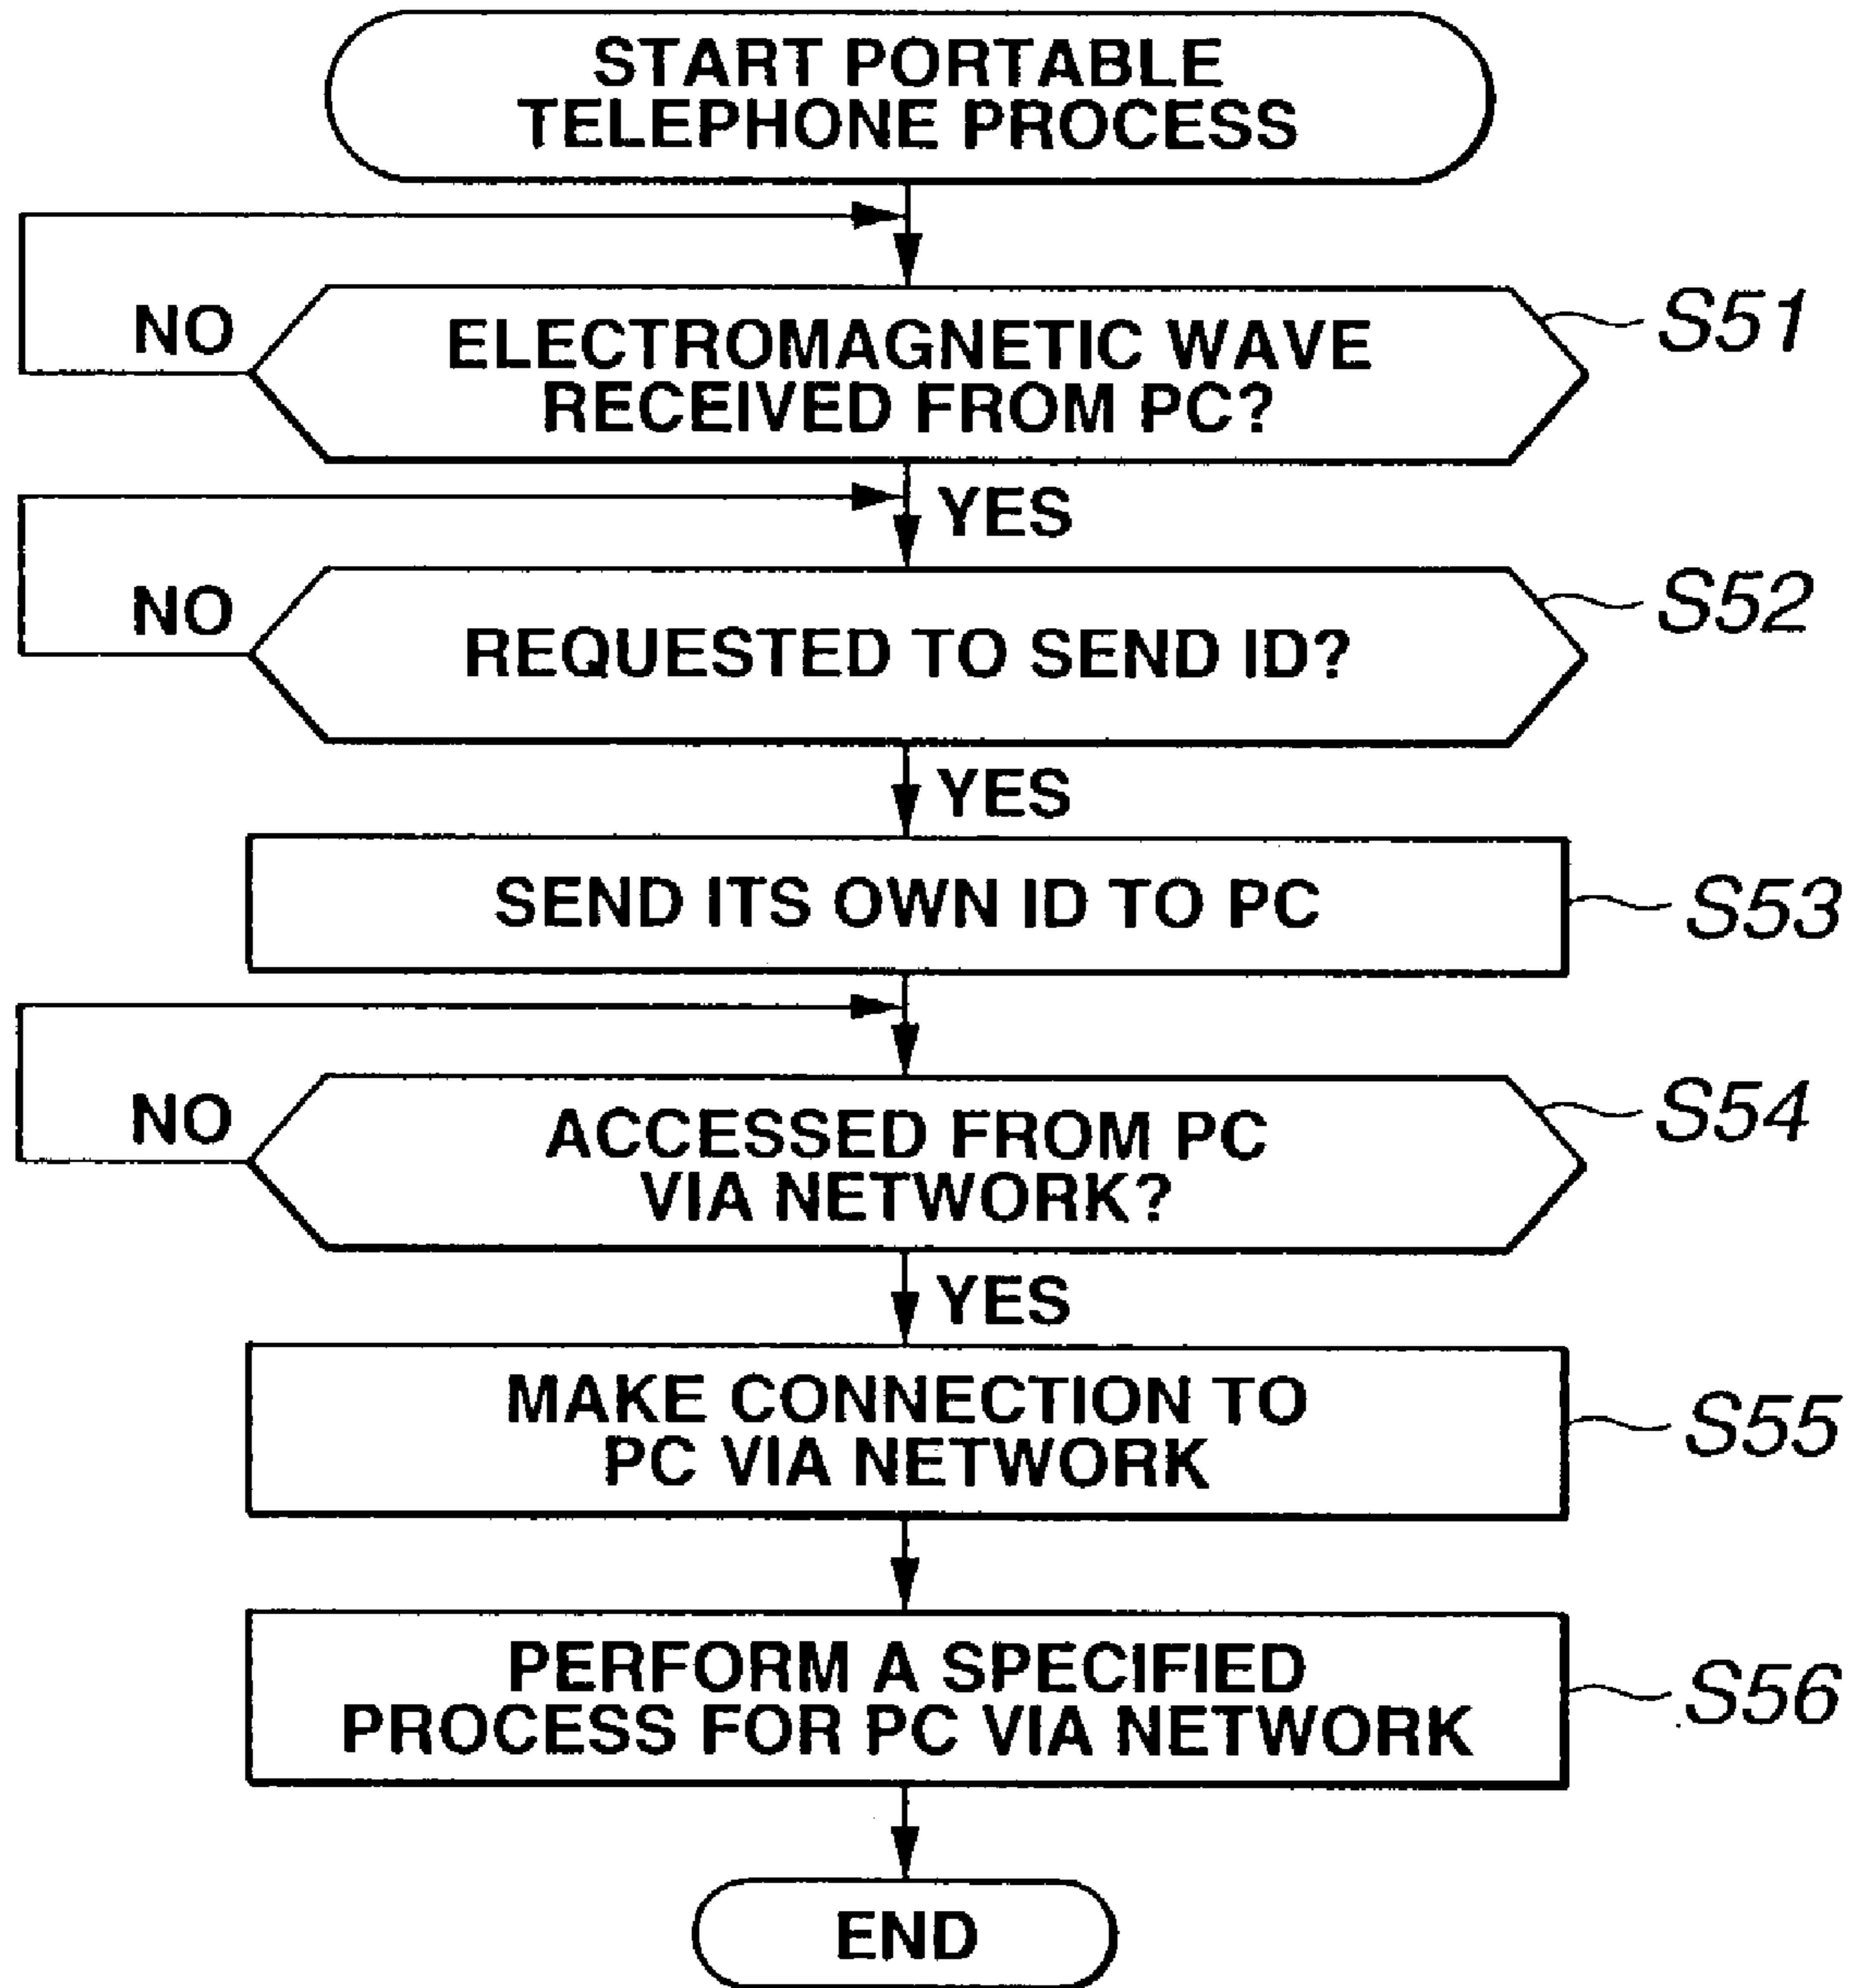 START PORTABLE
TELEPHONE PROCESS
NO
ELECTROMAGNETIC WAVE
RECEIVED FROM PC?
S51
YES
NO
REQUESTED TO SEND ID?
S52
YES
SEND ITS OWN ID TO PC
S53
NO
ACCESSED FROM PC
VIA NETWORK?
S54
YES
MAKE CONNECTION TO
PC VIA NETWORK
S55
PERFORM A SPECIFIED
PROCESS FOR PC VIA NETWORK
S56
END